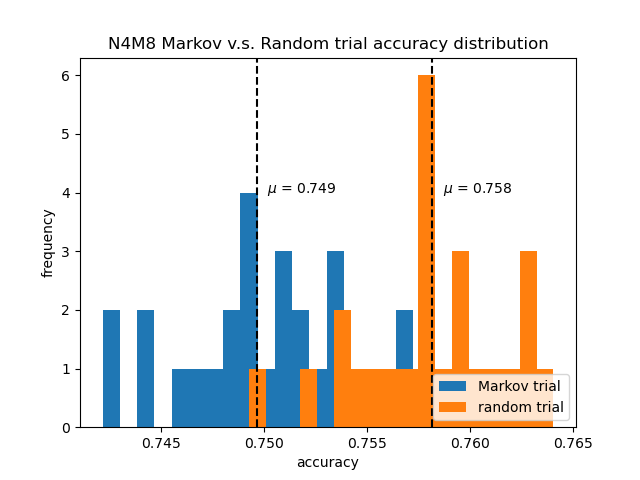 N4M8 Markov v.s. Random trial accuracy distribution
6
5
4
3
2
1
0
frequency
μ = 0.749
μ = 0.758
Markov trial
random trial
0.745
0.750
0.755
0.760
0.765
accuracy